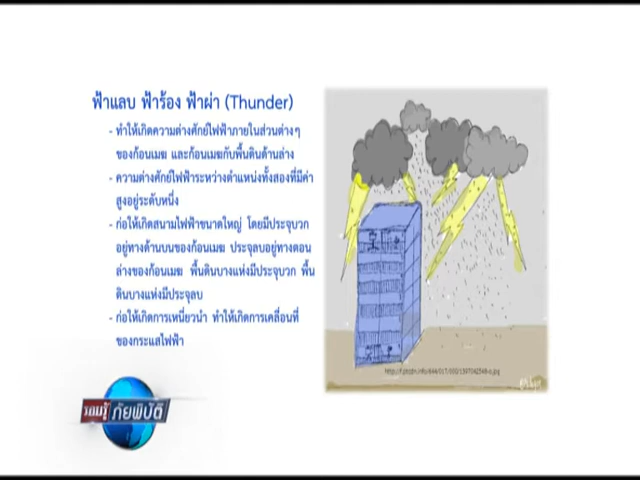 ฟ้าแลบ ฟ้าร้อง ฟ้าผ่า (Thunder)
- ทำให้เกิดความต่างศักย์ไฟฟ้าภายในส่วนต่างๆ
ของก้อนเมฆ และก้อนเมฆกับพื้นดินด้านล่าง
- ความต่างศักย์ไฟฟ้าระหว่างตำแหน่งทั้งสองที่มีค่า
สูงอยู่ระดับหนึ่ง
- ก่อให้เกิดสนามไฟฟ้าขนาดใหญ่ โดยมีประจุบวก
อยู่ทางด้านบนของก้อนเมฆ ประจุลบอยู่ทางตอน
ล่างของก้อนเมฆ พื้นดินบางแห่งมีประจุบวก พื้น
ดินบางแห่งมีประจุลบ
- ก่อให้เกิดการเหนี่ยวนำ ทำให้เกิดการเคลื่อนที่
ของกระแสไฟฟ้า
รอบรู้ ภัยพิบัติ